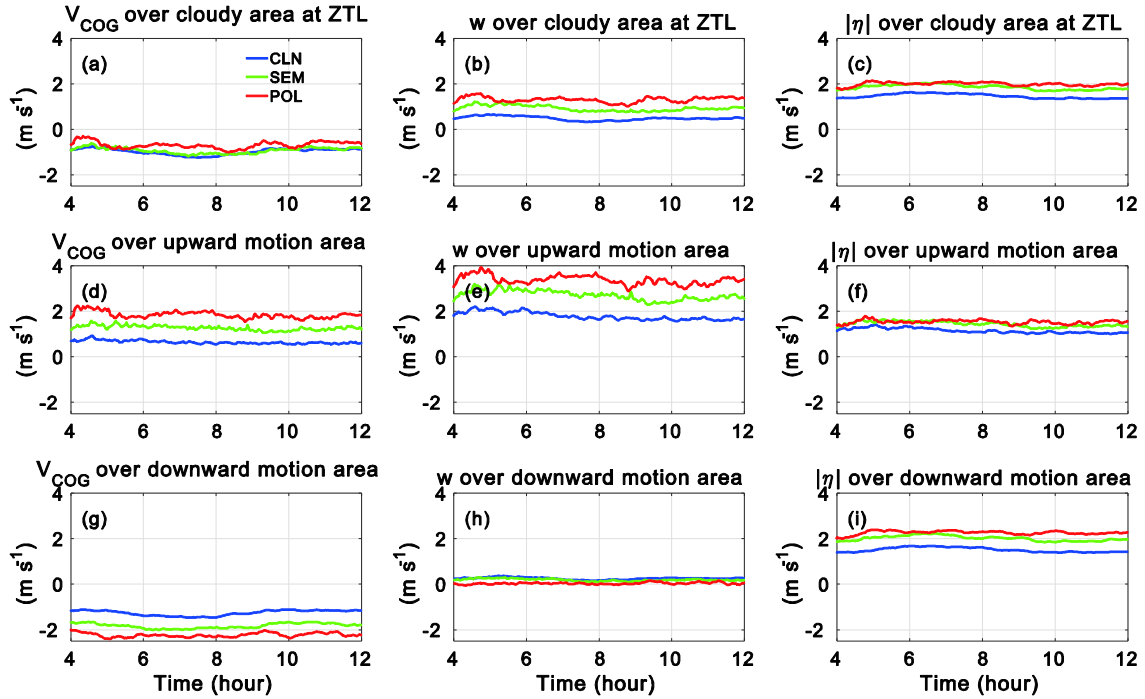 V_COG over cloudy area at ZTL
w over cloudy area at ZTL
|η| over cloudy area at ZTL
4
2
0
-2
(m s⁻¹)
(a)
CLN
SEM
POL
4 6 8 10 12
4
2
0
-2
(m s⁻¹)
(b)
4 6 8 10 12
4
2
0
-2
(m s⁻¹)
(c)
4 6 8 10 12
V_COG over upward motion area
w over upward motion area
|η| over upward motion area
4
2
0
-2
(m s⁻¹)
(d)
4 6 8 10 12
4
2
0
-2
(m s⁻¹)
(e)
4 6 8 10 12
4
2
0
-2
(m s⁻¹)
(f)
4 6 8 10 12
V_COG over downward motion area
w over downward motion area
|η| over downward motion area
4
2
0
-2
(m s⁻¹)
(g)
4 6 8 10 12
Time (hour)
4
2
0
-2
(m s⁻¹)
(h)
4 6 8 10 12
Time (hour)
4
2
0
-2
(m s⁻¹)
(i)
4 6 8 10 12
Time (hour)